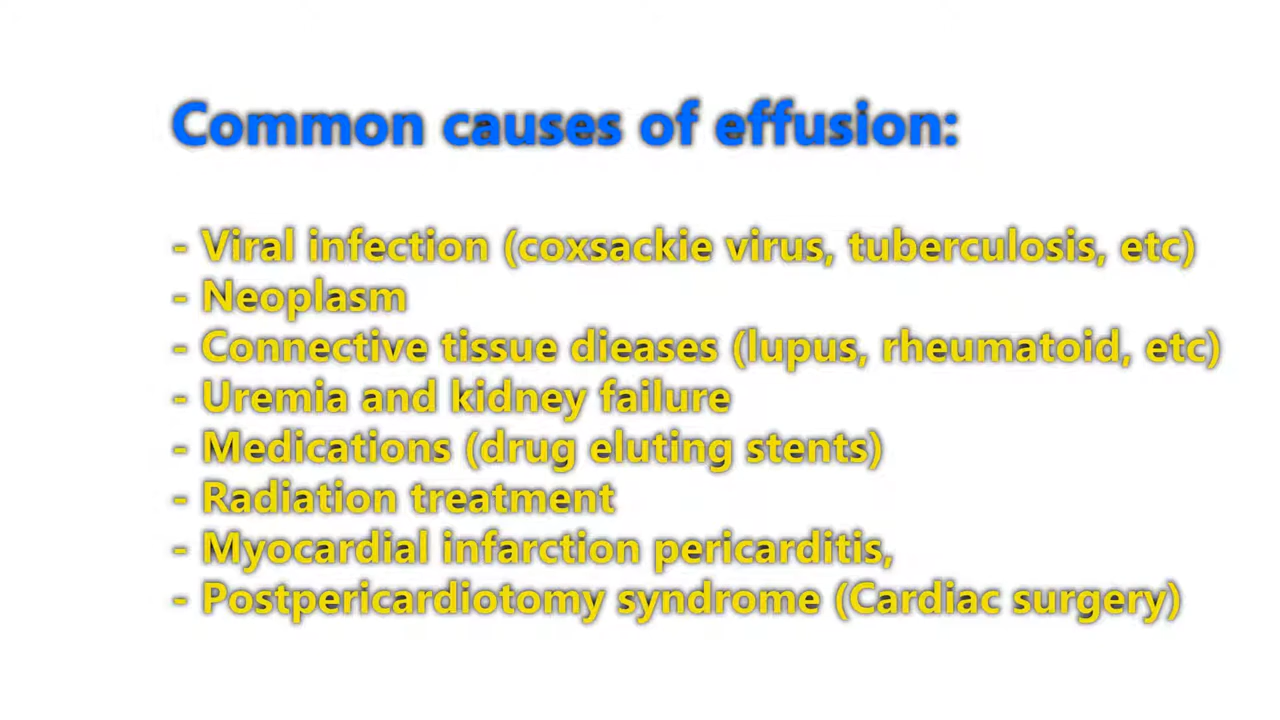 Common causes of effusion:
- Viral infection (coxsackie virus, tuberculosis, etc)
- Neoplasm
- Connective tissue dieases (lupus, rheumatoid, etc)
- Uremia and kidney failure
- Medications (drug eluting stents)
- Radiation treatment
- Myocardial infarction pericarditis,
- Postpericardiotomy syndrome (Cardiac surgery)